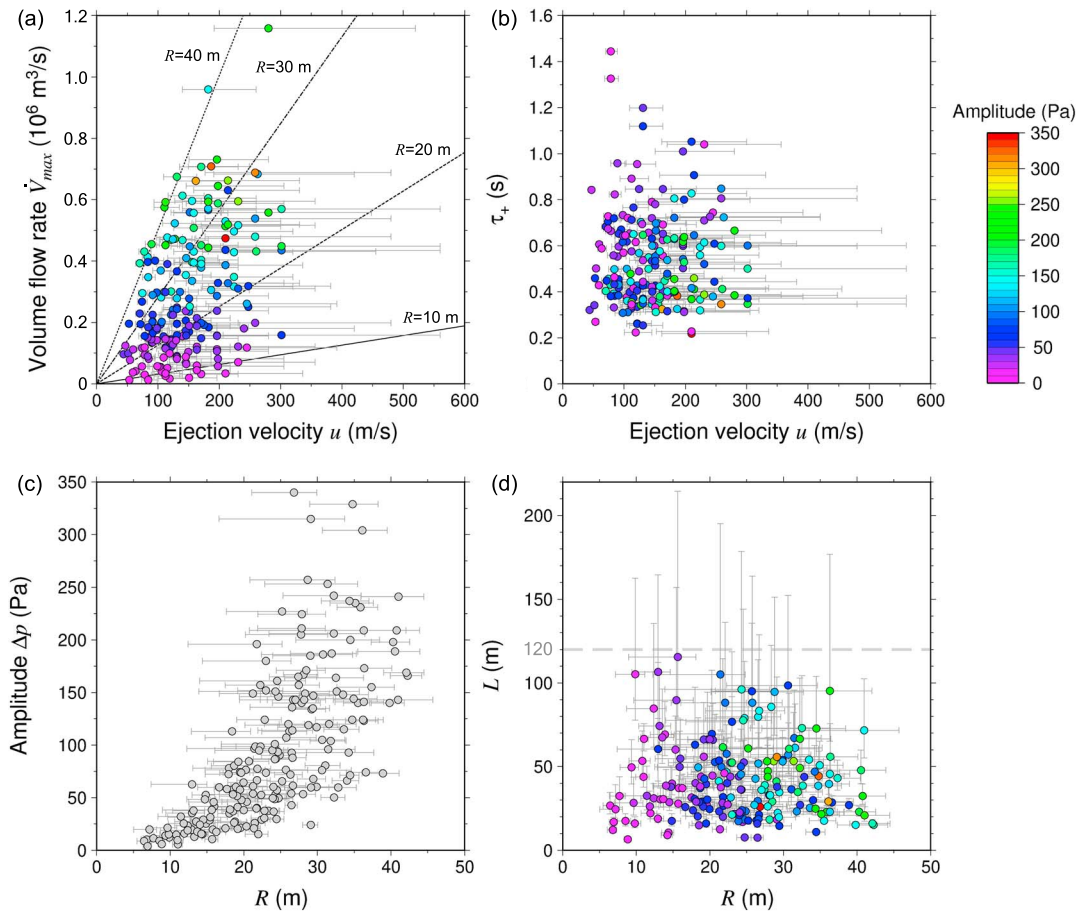 (a)
1.2
1.0
0.8
0.6
0.4
0.2
0
R=40 m
R=30 m
R=20 m
R=10 m
Volume flow rate V̇max (10⁶ m³/s)
0 100 200 300 400 500 600
Ejection velocity u (m/s)
(b)
1.6
1.4
1.2
1.0
0.8
0.6
0.4
0.2
0
τ+ (s)
0 100 200 300 400 500 600
Ejection velocity u (m/s)
Amplitude (Pa)
350
300
250
200
150
100
50
0
(c)
350
300
250
200
150
100
50
0
Amplitude Δp (Pa)
0 10 20 30 40 50
R (m)
(d)
200
150
120
100
50
0
L (m)
0 10 20 30 40 50
R (m)